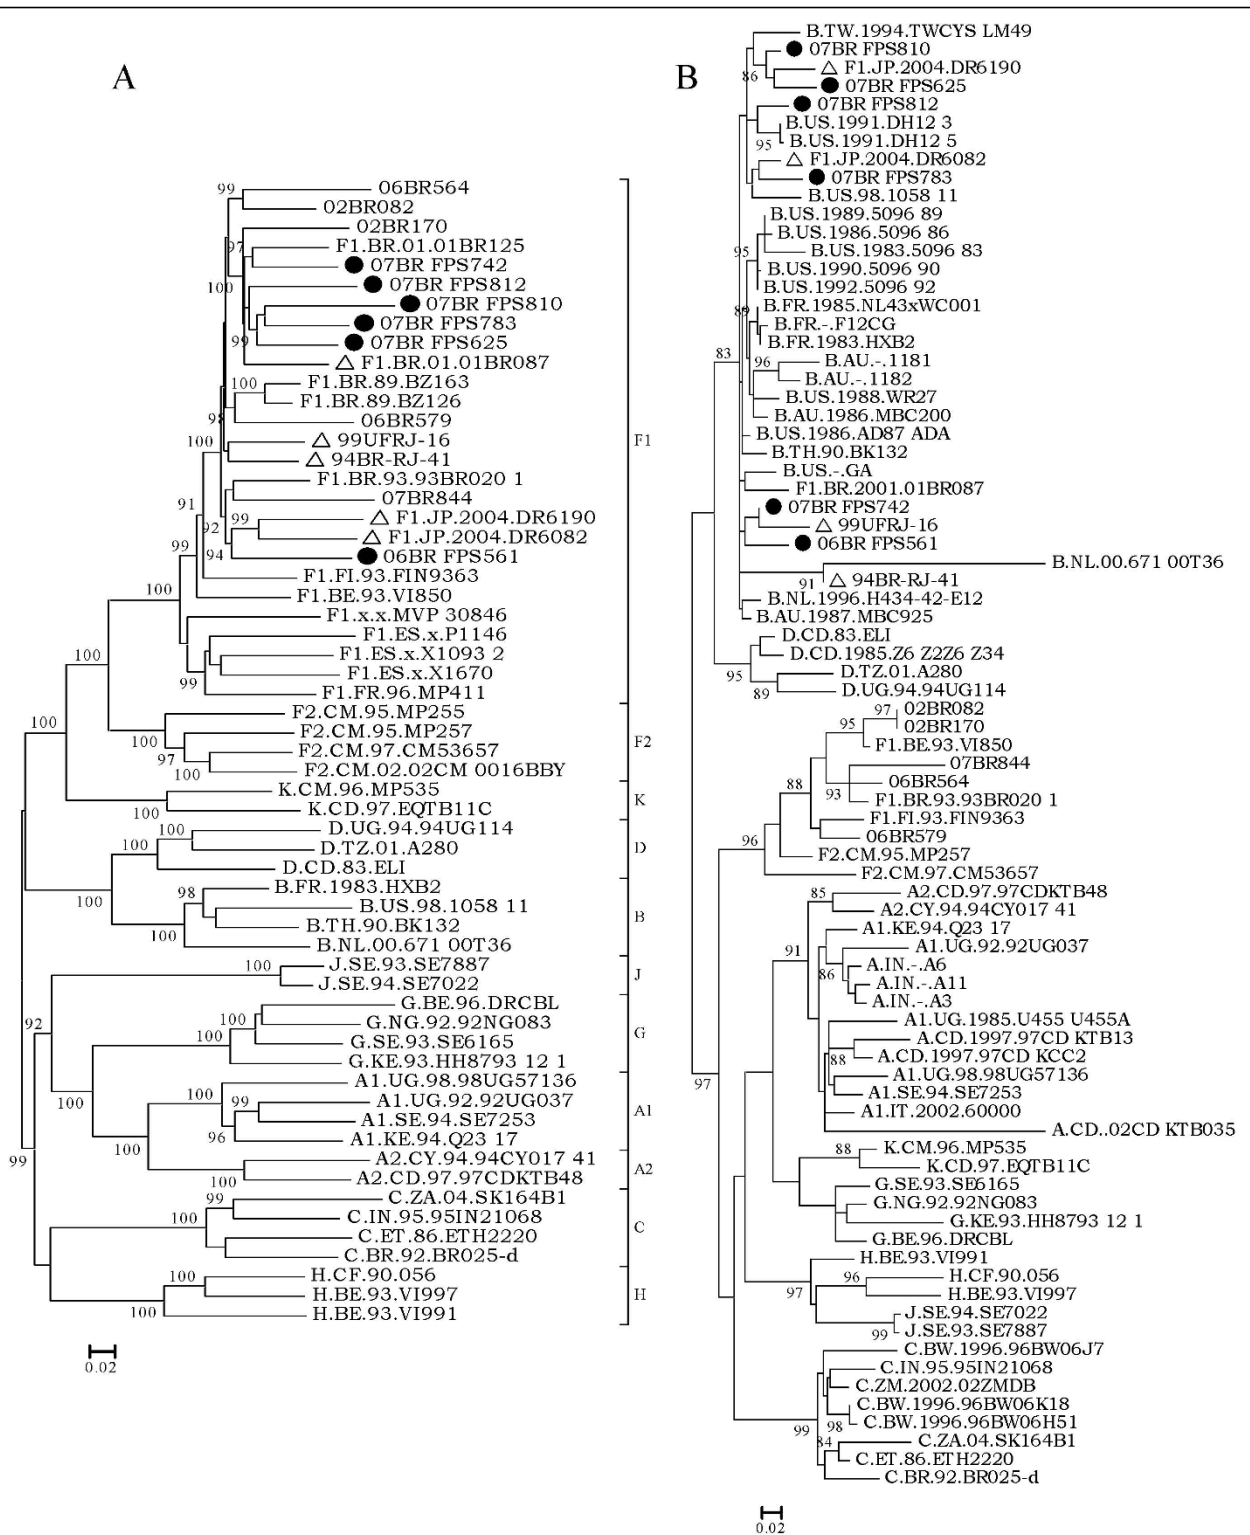 A
99
06BR564
02BR082
02BR170
97
F1.BR.01.01BR125
07BR FPS742
100
07BR FPS812
07BR FPS810
07BR FPS783
99
07BR FPS625
F1.BR.01.01BR087
100
F1.BR.89.BZ163
F1.BR.89.BZ126
98
06BR579
100
99UFRJ-16
F1
94BR-RJ-41
F1.BR.93.93BR020 1
07BR844
91
99
F1.JP.2004.DR6190
92
F1.JP.2004.DR6082
99
94
06BR FPS561
F1.FI.93.FIN9363
100
F1.BE.93.VI850
F1.x.x.MVP 30846
F1.ES.x.P1146
100
F1.ES.x.X1093 2
F1.ES.x.X1670
99
F1.FR.96.MP411
F2.CM.95.MP255
100
F2.CM.95.MP257
100
F2
97
F2.CM.97.CM53657
100
F2.CM.02.02CM 0016BBY
K.CM.96.MP535
K
100
K.CD.97.EQTB11C
100
D.UG.94.94UG114
100
D.TZ.01.A280
D
D.CD.83.ELI
98
B.FR.1983.HXB2
100
B.US.98.1058 11
B
B.TH.90.BK132
100
B.NL.00.671 00T36
100
J.SE.93.SE7887
J
J.SE.94.SE7022
G.BE.96.DRCBL
92
100
G.NG.92.92NG083
G
100
G.SE.93.SE6165
G.KE.93.HH8793 12 1
A1.UG.98.98UG57136
100
100
99
A1.UG.92.92UG037
A1
A1.SE.94.SE7253
96
A1.KE.94.Q23 17
100
99
A2.CY.94.94CY017 41
A2
100
A2.CD.97.97CDKTB48
99
C.ZA.04.SK164B1
100
C.IN.95.95IN21068
C
C.ET.86.ETH2220
C.BR.92.BR025-d
100
H.CF.90.056
H.BE.93.VI997
H
100
H.BE.93.VI991
0.02
B
B.TW.1994.TWCYS LM49
07BR FPS810
F1.JP.2004.DR6190
86
07BR FPS625
07BR FPS812
B.US.1991.DH12 3
95
B.US.1991.DH12 5
F1.JP.2004.DR6082
07BR FPS783
B.US.98.1058 11
B.US.1989.5096 89
B.US.1986.5096 86
95
B.US.1983.5096 83
B.US.1990.5096 90
B.US.1992.5096 92
B.FR.1985.NL43xWC001
B.FR.-.F12CG
B.FR.1983.HXB2
83
96
B.AU.-.1181
B.AU.-.1182
B.US.1988.WR27
B.AU.1986.MBC200
B.US.1986.AD87 ADA
B.TH.90.BK132
B.US.-.GA
F1.BR.2001.01BR087
07BR FPS742
99UFRJ-16
06BR FPS561
B.NL.00.671 00T36
91
94BR-RJ-41
B.NL.1996.H434-42-E12
B.AU.1987.MBC925
D.CD.83.ELI
D.CD.1985.Z6 Z2Z6 Z34
95
D.TZ.01.A280
89
D.UG.94.94UG114
97
02BR082
95
02BR170
F1.BE.93.VI850
07BR844
88
06BR564
93
F1.BR.93.93BR020 1
F1.FI.93.FIN9363
96
06BR579
F2.CM.95.MP257
F2.CM.97.CM53657
85
A2.CD.97.97CDKTB48
A2.CY.94.94CY017 41
A1.KE.94.Q23 17
91
A1.UG.92.92UG037
86
A.IN.-.A6
A.IN.-.A11
A.IN.-.A3
A1.UG.1985.U455 U455A
A.CD.1997.97CD KTB13
88
A.CD.1997.97CD KCC2
A1.UG.98.98UG57136
97
A1.SE.94.SE7253
A1.IT.2002.60000
A.CD..02CD KTB035
88
K.CM.96.MP535
K.CD.97.EQTB11C
G.SE.93.SE6165
G.NG.92.92NG083
G.KE.93.HH8793 12 1
G.BE.96.DRCBL
H.BE.93.VI991
96
H.CF.90.056
97
H.BE.93.VI997
J.SE.94.SE7022
99
J.SE.93.SE7887
C.BW.1996.96BW06J7
C.IN.95.95IN21068
C.ZM.2002.02ZMDB
C.BW.1996.96BW06K18
98
C.BW.1996.96BW06H51
99
84
C.ZA.04.SK164B1
C.ET.86.ETH2220
C.BR.92.BR025-d
0.02